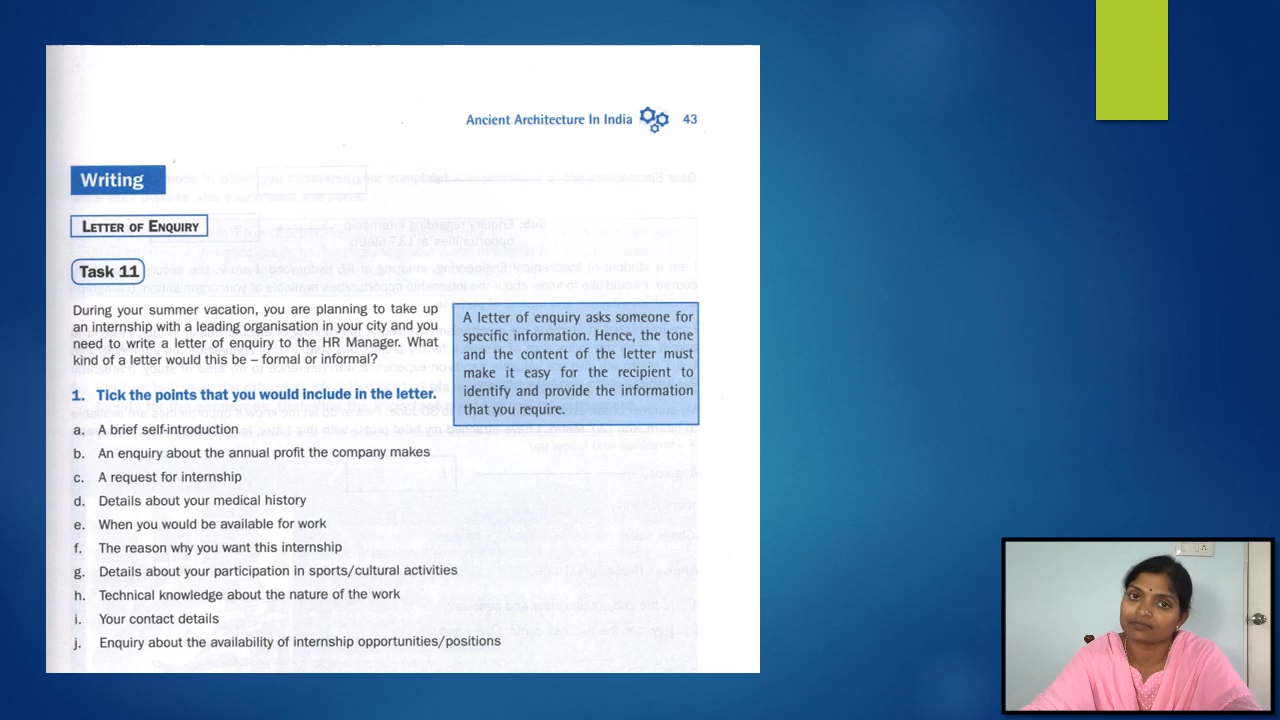 Ancient Architecture In India 43
Writing
LETTER OF ENQUIRY
Task 11
During your summer vacation, you are planning to take up
an internship with a leading organisation in your city and you
need to write a letter of enquiry to the HR Manager. What
kind of a letter would this be – formal or informal?
A letter of enquiry asks someone for
specific information. Hence, the tone
and the content of the letter must
make it easy for the recipient to
identify and provide the information
that you require.
1. Tick the points that you would include in the letter.
a. A brief self-introduction
b. An enquiry about the annual profit the company makes
c. A request for internship
d. Details about your medical history
e. When you would be available for work
f. The reason why you want this internship
g. Details about your participation in sports/cultural activities
h. Technical knowledge about the nature of the work
i. Your contact details
j. Enquiry about the availability of internship opportunities/positions